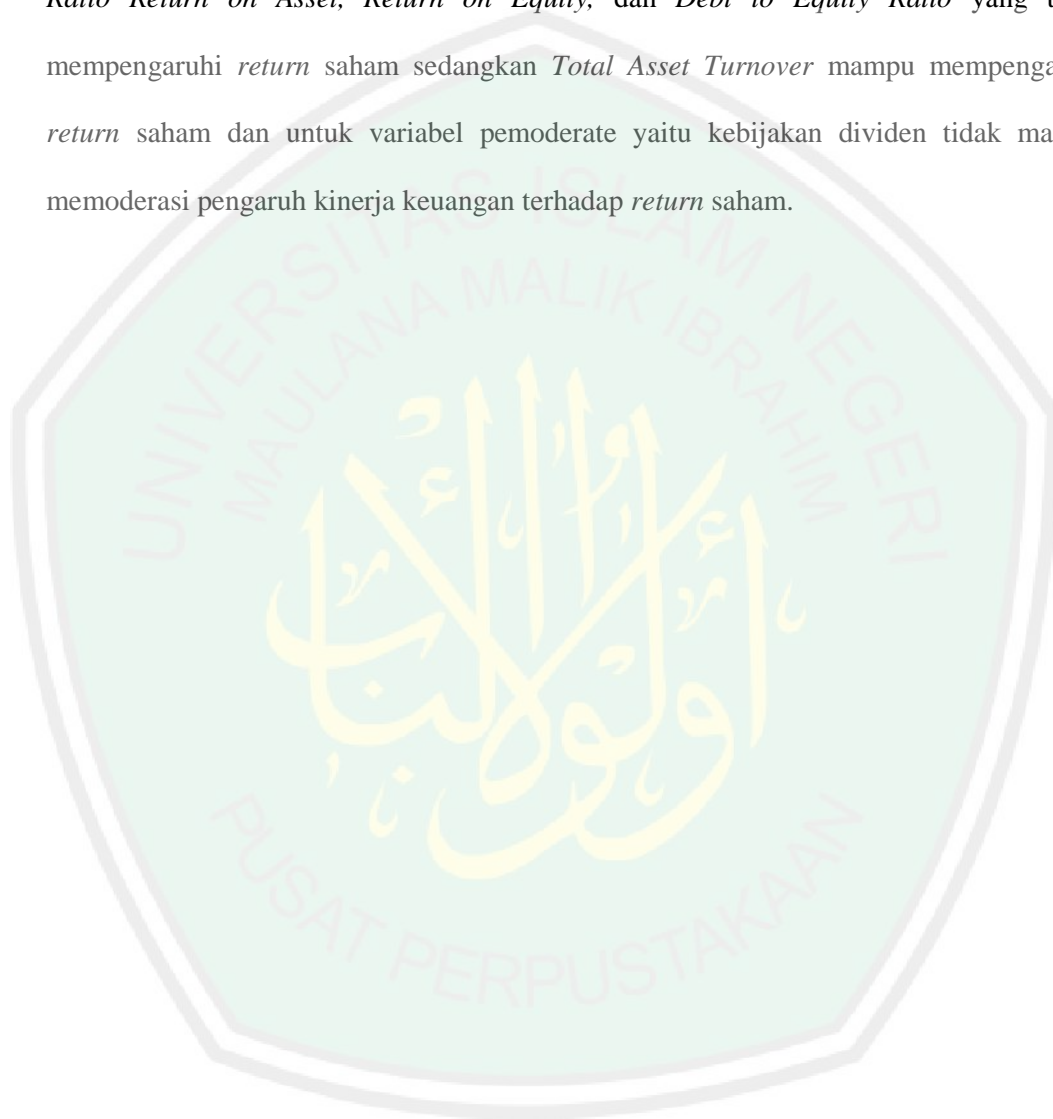 Ratio Return on Asset, Return on Equity, dan Debt to Equity Ratio yang
mempengaruhi return saham sedangkan Total Asset Turnover mampu
return saham dan untuk variabel pemoderate yaitu kebijakan dividen tidak
memoderasi pengaruh kinerja keuangan terhadap return saham.
UNIVERSITAS ISLAM NEGERI
MAULANA MALIK IBRAHIM
PUSAT PERPUSTAKAAN